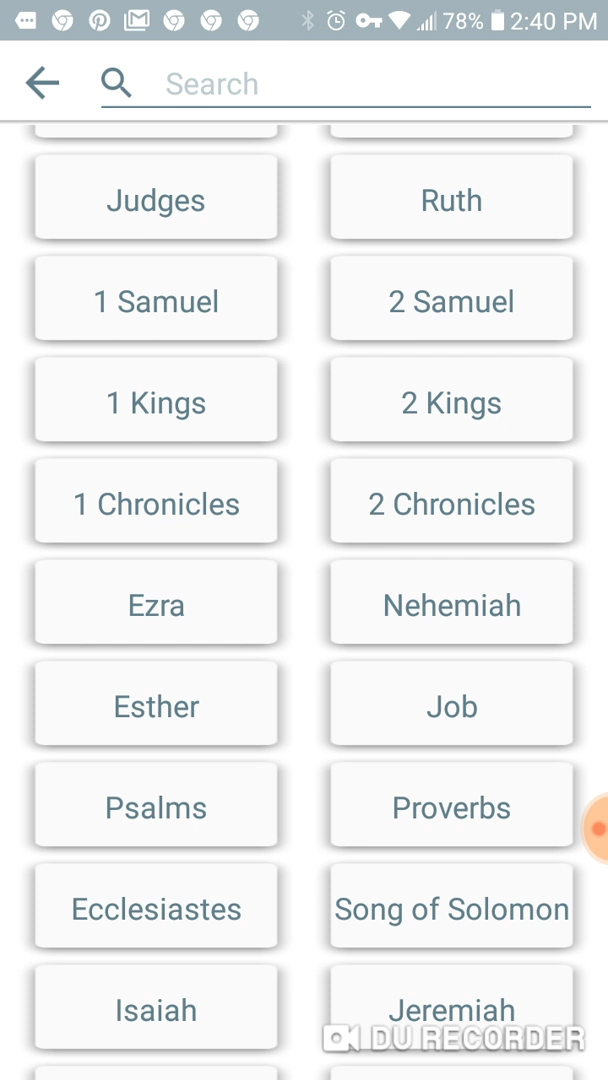 78% 2:40 PM
Search
Judges Ruth
1 Samuel 2 Samuel
1 Kings 2 Kings
1 Chronicles 2 Chronicles
Ezra Nehemiah
Esther Job
Psalms Proverbs
Ecclesiastes Song of Solomon
Isaiah Jeremiah
DU RECORDER